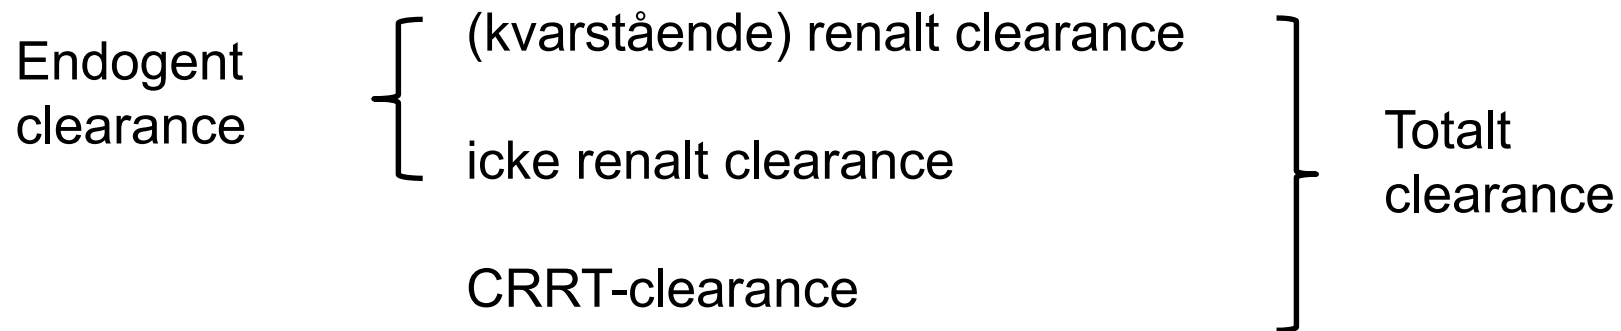 Endogent
clearance
(kvarstående) renalt clearance
icke renalt clearance
CRRT-clearance
Totalt
clearance